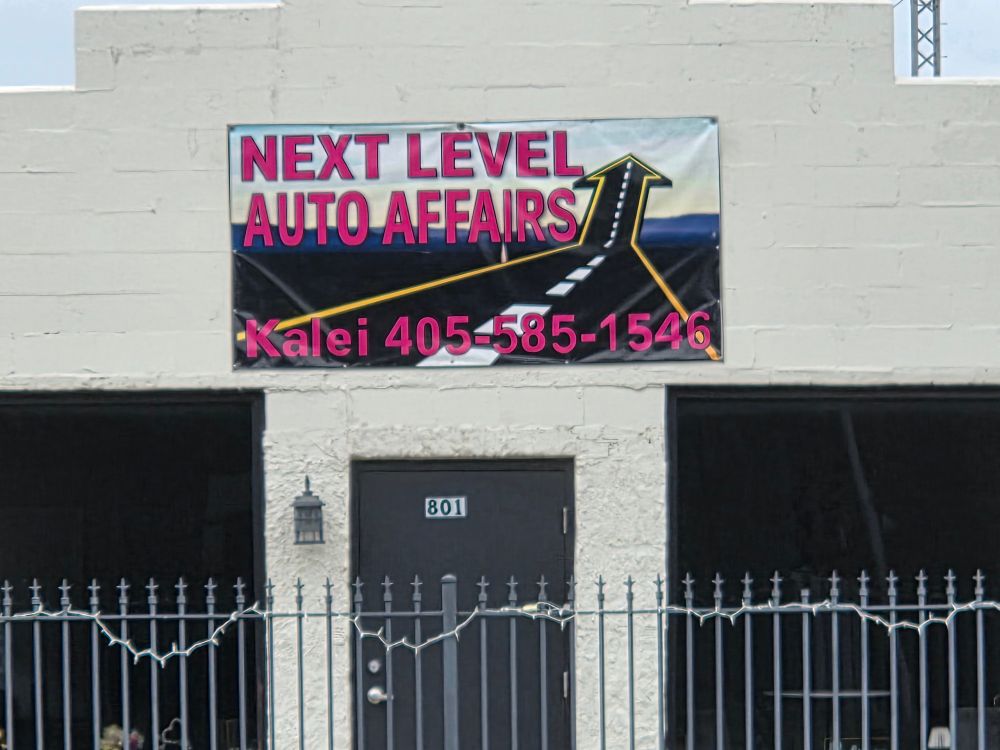 NEXT LEVEL
AUTO AFFAIRS
Kalei 405-585-1546
801